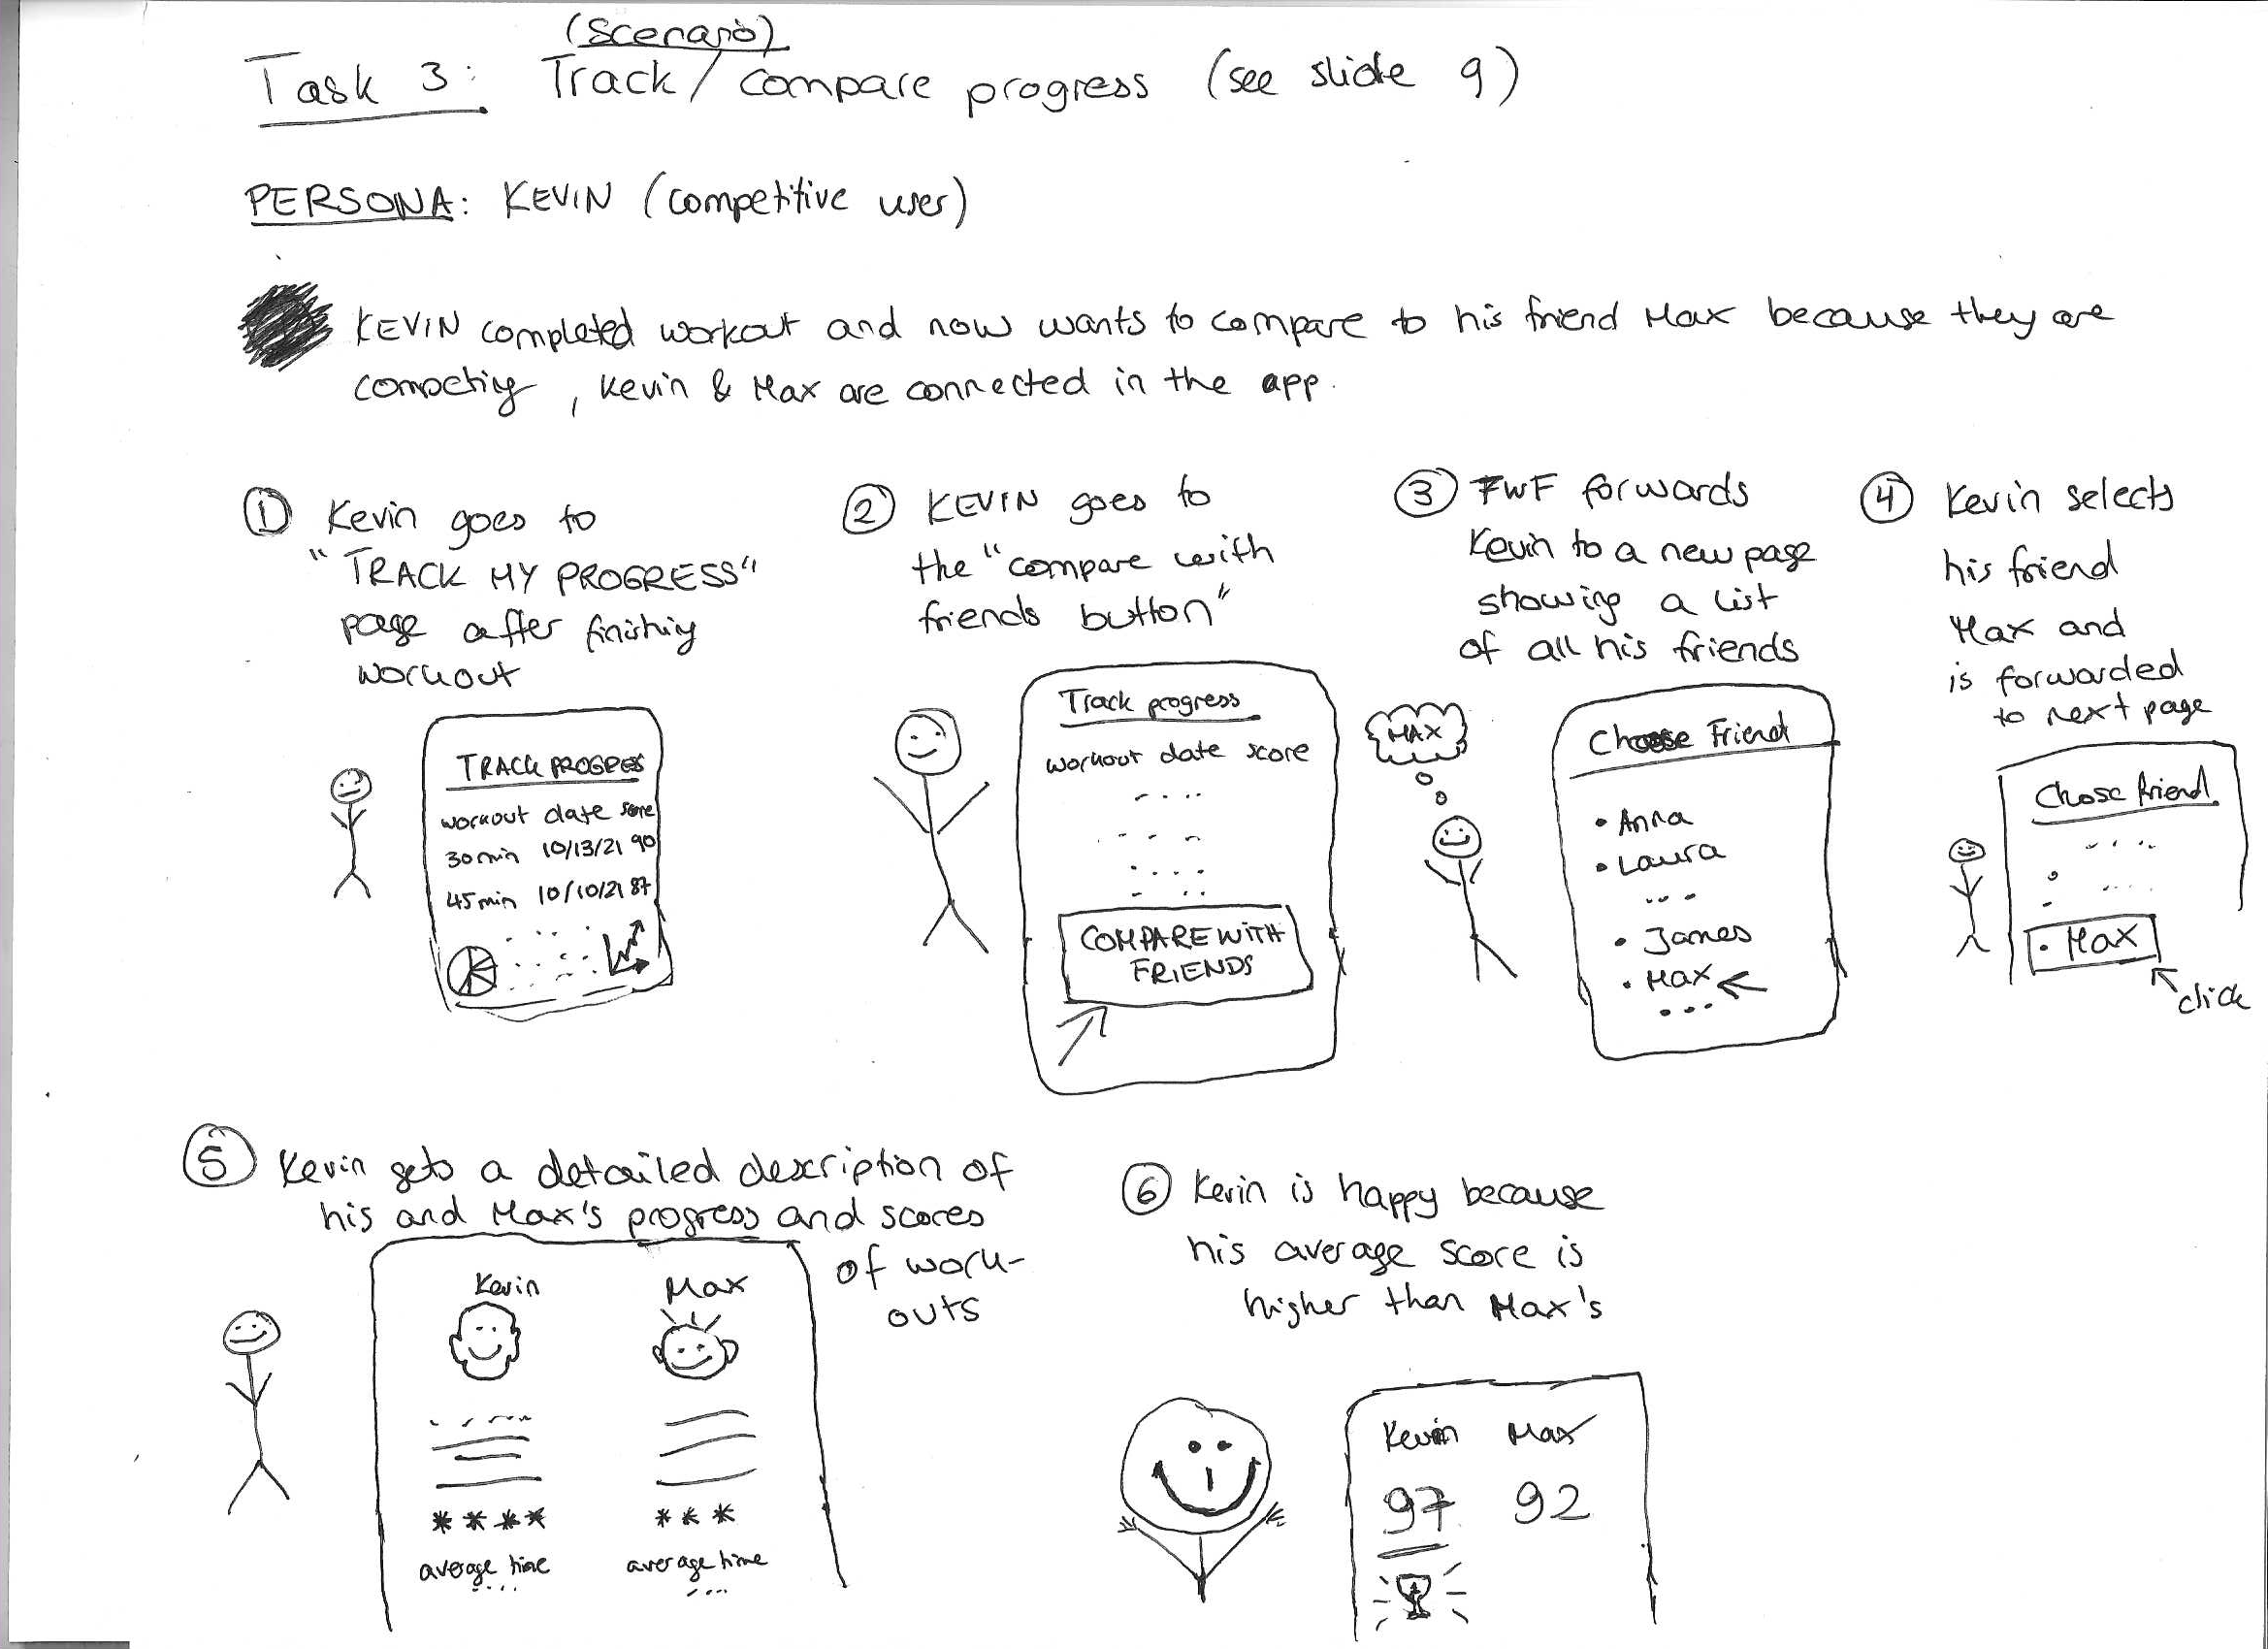 (Scenario)
Task 3: Track / compare progress (see slide 9)
PERSONA: KEVIN (competitive user)
KEVIN completed workout and now wants to compare to his friend Max because they are
competing, Kevin & Max are connected in the app.
① Kevin goes to
"TRACK MY PROGRESS"
page after finishing
workout
TRACK PROGRES
workout date score
30 min 10/13/21 90
45 min 10/10/21 87
② KEVIN goes to
the "compare with
friends button"
Track progress
workout date score
COMPARE WITH
FRIENDS
③ FWF forwards
Kevin to a new page
showing a list
of all his friends
MAX
Choose Friend
• Anna
• Laura
...
• James
• Max
...
④ Kevin selects
his friend
Max and
is forwarded
to next page
Chose friend
• Max
click
⑤ Kevin gets a detailed description of
his and Max's progress and scores
of work-
outs
Kevin Max
**** ***
average time average time
⑥ Kevin is happy because
his average score is
higher than Max's
Kevin Max
97 92